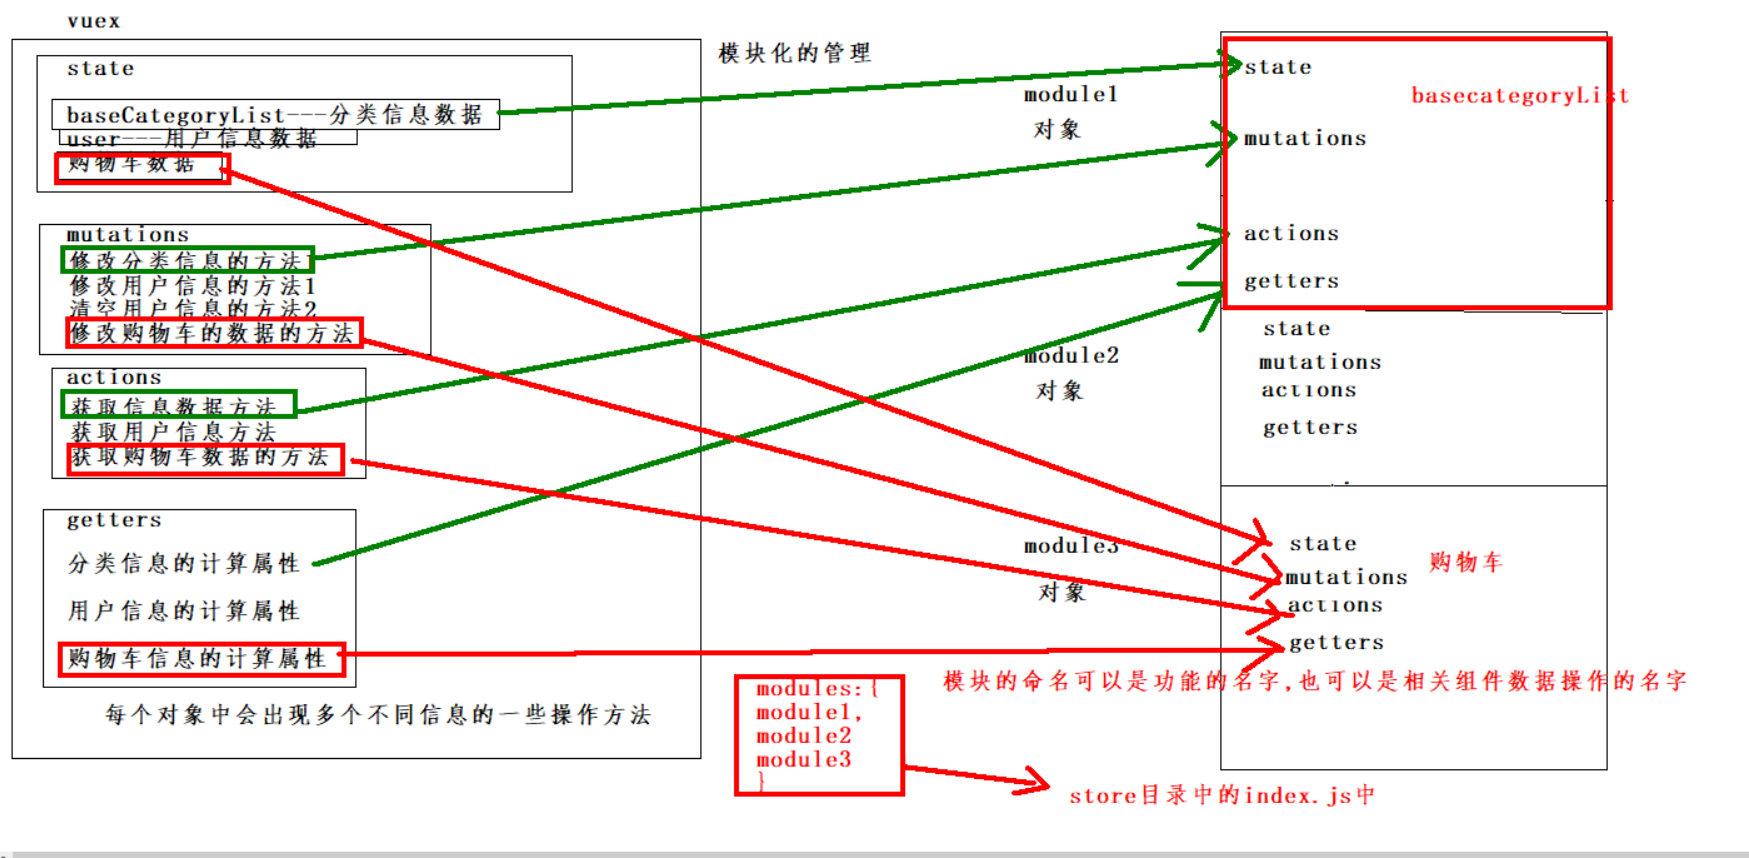 vuex
state
baseCategoryList---分类信息数据
user---用户信息数据
购物车数据
mutations
修改分类信息的方法1
修改用户信息的方法1
清空用户信息的方法2
修改购物车的数据的方法
actions
获取信息数据方法
获取用户信息方法
获取购物车数据的方法
getters
分类信息的计算属性
用户信息的计算属性
购物车信息的计算属性
每个对象中会出现多个不同信息的一些操作方法
模块化的管理
module1
对象
state
basecategoryList
mutations
actions
getters
module2
对象
state
mutations
actions
getters
module3
对象
state
购物车
mutations
actions
getters
模块的命名可以是功能的名字,也可以是相关组件数据操作的名字
modules:{
module1,
module2
module3
}
store目录中的index.js中